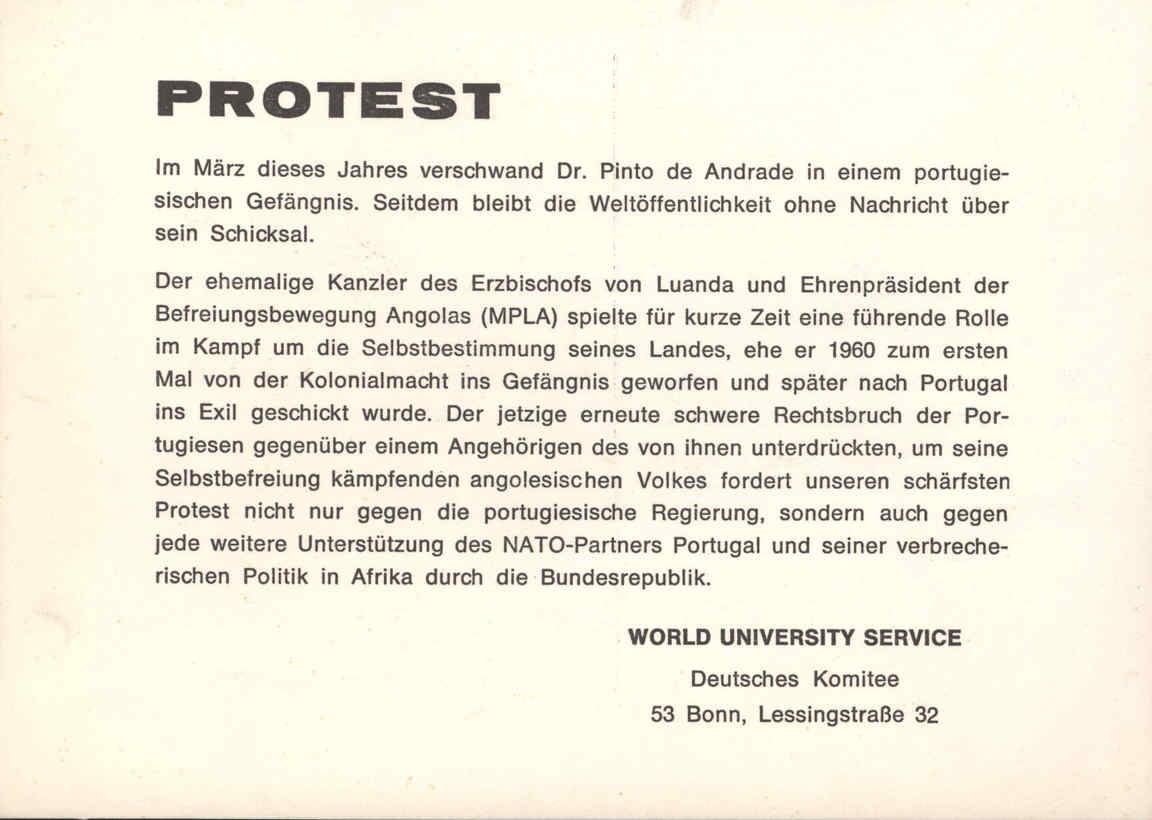 PROTEST
Im März dieses Jahres verschwand Dr. Pinto de Andrade in einem portugie-
sischen Gefängnis. Seitdem bleibt die Weltöffentlichkeit ohne Nachricht über
sein Schicksal.
Der ehemalige Kanzler des Erzbischofs von Luanda und Ehrenpräsident der
Befreiungsbewegung Angolas (MPLA) spielte für kurze Zeit eine führende Rolle
im Kampf um die Selbstbestimmung seines Landes, ehe er 1960 zum ersten
Mal von der Kolonialmacht ins Gefängnis geworfen und später nach Portugal
ins Exil geschickt wurde. Der jetzige erneute schwere Rechtsbruch der Por-
tugiesen gegenüber einem Angehörigen des von ihnen unterdrückten, um seine
Selbstbefreiung kämpfenden angolesischen Volkes fordert unseren schärfsten
Protest nicht nur gegen die portugiesische Regierung, sondern auch gegen
jede weitere Unterstützung des NATO-Partners Portugal und seiner verbreche-
rischen Politik in Afrika durch die Bundesrepublik.
WORLD UNIVERSITY SERVICE
Deutsches Komitee
53 Bonn, Lessingstraße 32